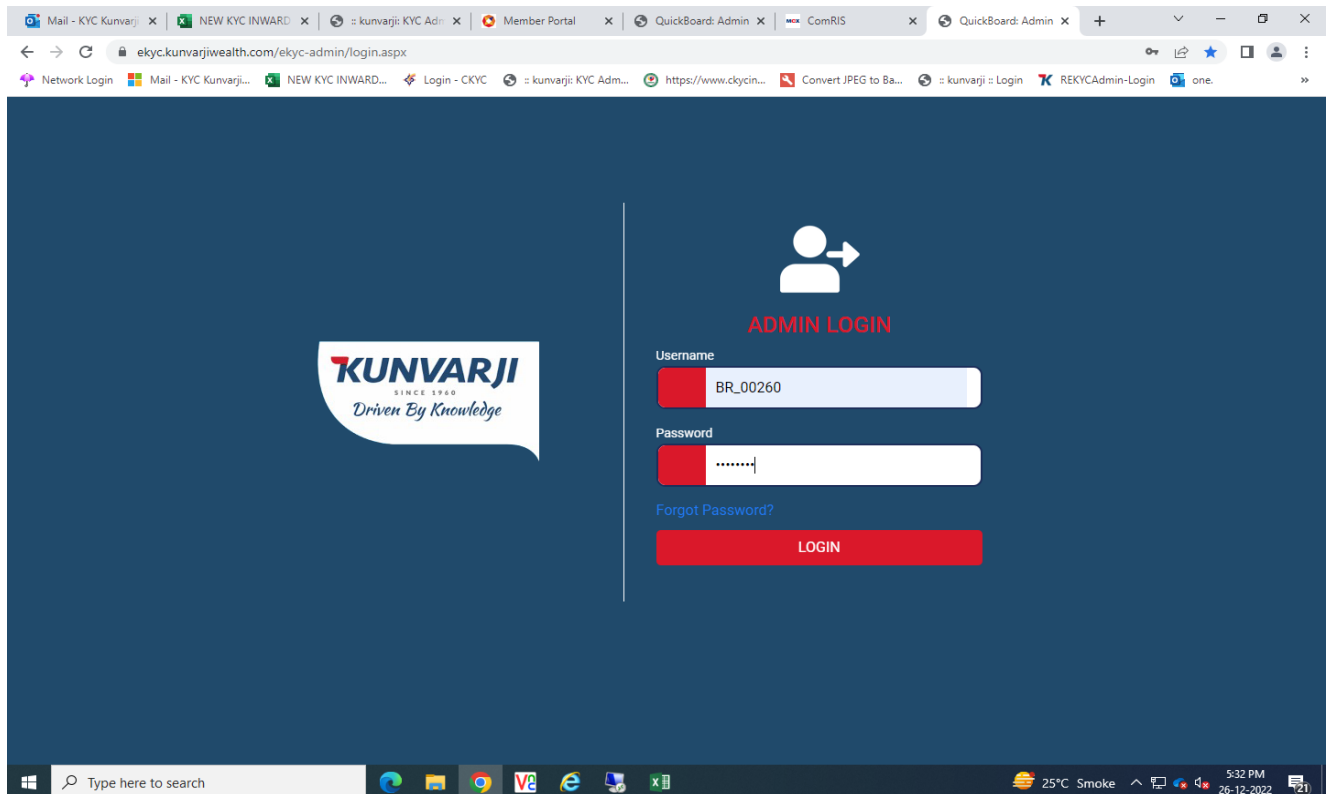 Mail - KYC Kunvarji
NEW KYC INWARD
:: kunvarji: KYC Adm
Member Portal
QuickBoard: Admin
MCX ComRIS
QuickBoard: Admin
ekyc.kunvarjiwealth.com/ekyc-admin/login.aspx
Network Login
Mail - KYC Kunvarji...
NEW KYC INWARD...
Login - CKYC
:: kunvarji: KYC Adm...
https://www.ckycin...
Convert JPEG to Ba...
:: kunvarji :: Login
REKYCAdmin-Login
one.
KUNVARJI
SINCE 1960
Driven By Knowledge
ADMIN LOGIN
Username
BR_00260
Password
••••••••
Forgot Password?
LOGIN
Type here to search
25°C Smoke
5:32 PM
26-12-2022
21